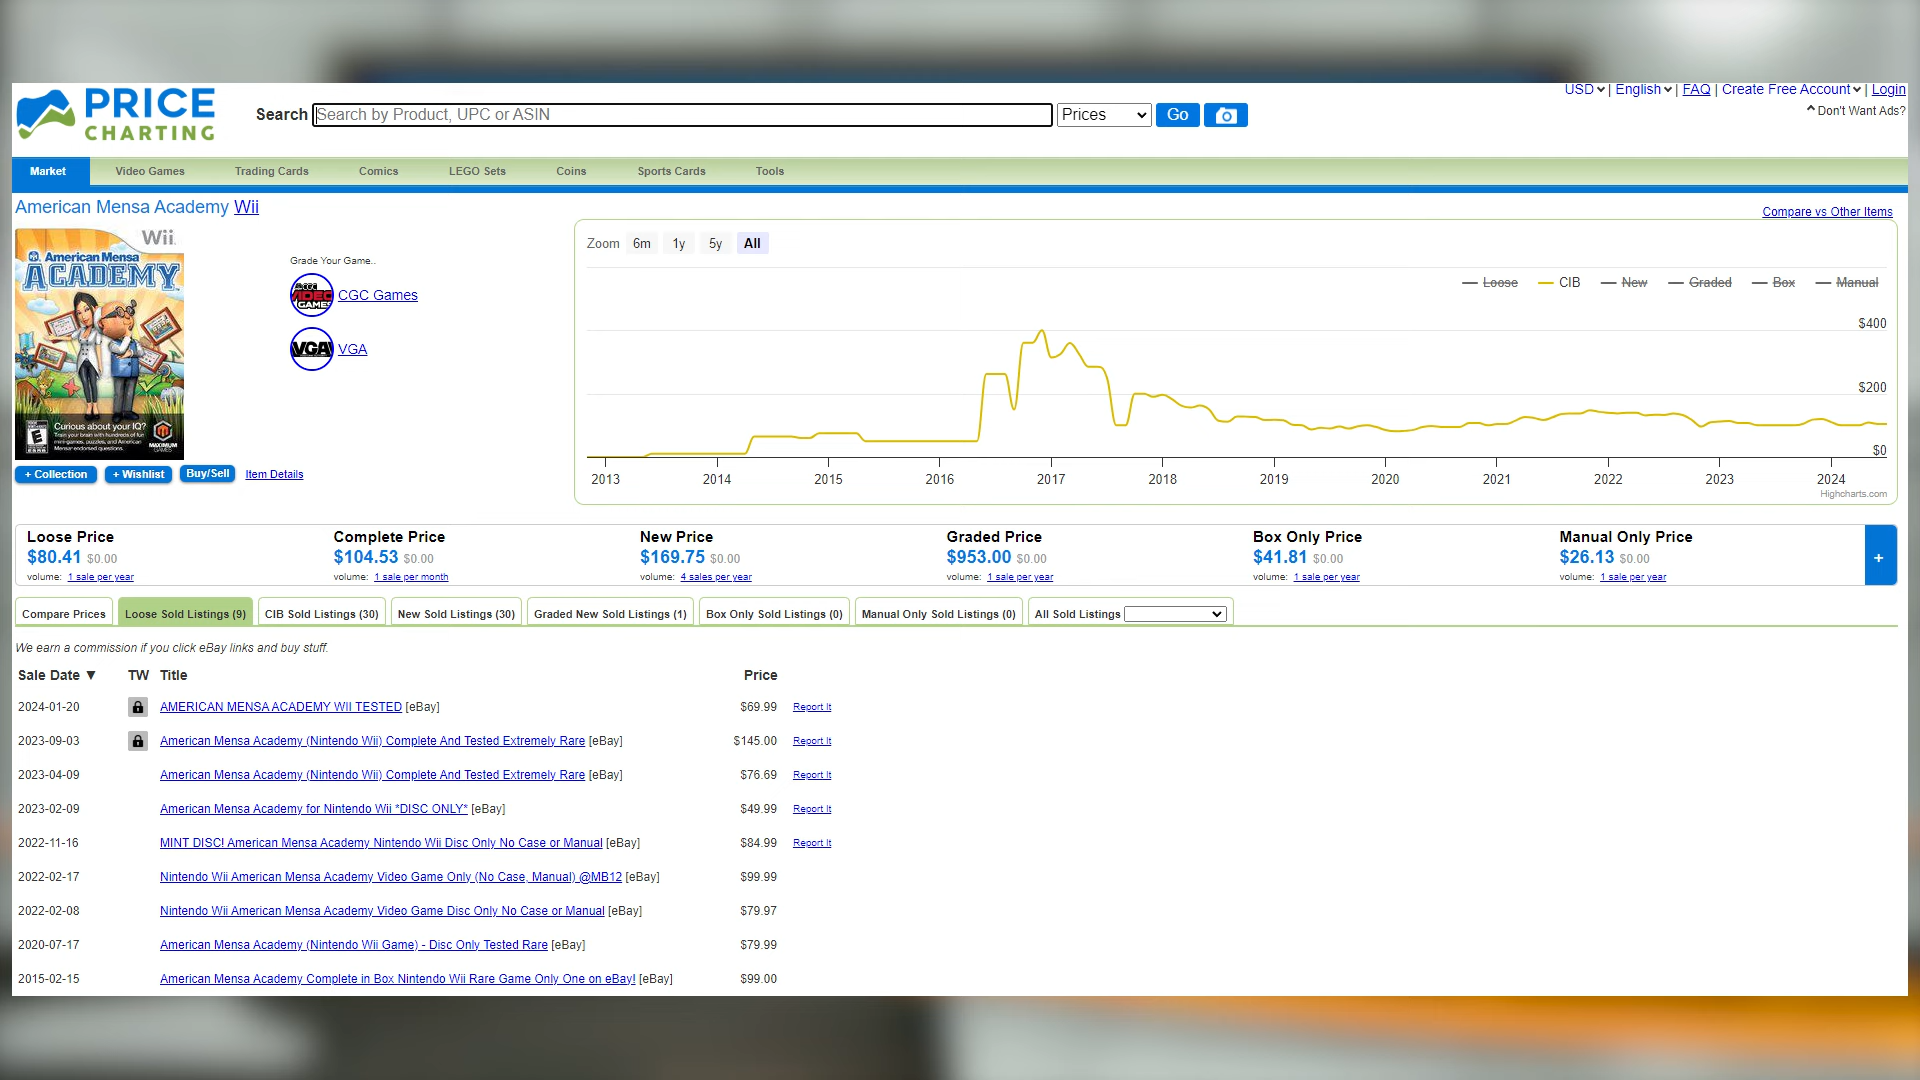 PRICE CHARTING
Search Search by Product, UPC or ASIN Prices Go
USD | English | FAQ | Create Free Account | Login
Don't Want Ads?
Market Video Games Trading Cards Comics LEGO Sets Coins Sports Cards Tools
American Mensa Academy Wii
Compare vs Other Items
Wii
American Mensa
ACADEMY
Curious about your IQ?
Train your brain with hundreds of fun
mini-games, puzzles, and American
Mensa endorsed questions.
E
MAXIMUM
GAMES
Grade Your Game..
CGC Games
VGA VGA
+ Collection + Wishlist Buy/Sell Item Details
Zoom 6m 1y 5y All
Loose CIB New Graded Box Manual
$400
$200
$0
2013 2014 2015 2016 2017 2018 2019 2020 2021 2022 2023 2024
Highcharts.com
Loose Price Complete Price New Price Graded Price Box Only Price Manual Only Price
$80.41 $0.00 $104.53 $0.00 $169.75 $0.00 $953.00 $0.00 $41.81 $0.00 $26.13 $0.00 +
volume: 1 sale per year volume: 1 sale per month volume: 4 sales per year volume: 1 sale per year volume: 1 sale per year volume: 1 sale per year
Compare Prices Loose Sold Listings (9) CIB Sold Listings (30) New Sold Listings (30) Graded New Sold Listings (1) Box Only Sold Listings (0) Manual Only Sold Listings (0) All Sold Listings
We earn a commission if you click eBay links and buy stuff.
Sale Date ▼ TW Title Price
2024-01-20 AMERICAN MENSA ACADEMY WII TESTED [eBay] $69.99 Report It
2023-09-03 American Mensa Academy (Nintendo Wii) Complete And Tested Extremely Rare [eBay] $145.00 Report It
2023-04-09 American Mensa Academy (Nintendo Wii) Complete And Tested Extremely Rare [eBay] $76.69 Report It
2023-02-09 American Mensa Academy for Nintendo Wii *DISC ONLY* [eBay] $49.99 Report It
2022-11-16 MINT DISC! American Mensa Academy Nintendo Wii Disc Only No Case or Manual [eBay] $84.99 Report It
2022-02-17 Nintendo Wii American Mensa Academy Video Game Only (No Case, Manual) @MB12 [eBay] $99.99
2022-02-08 Nintendo Wii American Mensa Academy Video Game Disc Only No Case or Manual [eBay] $79.97
2020-07-17 American Mensa Academy (Nintendo Wii Game) - Disc Only Tested Rare [eBay] $79.99
2015-02-15 American Mensa Academy Complete in Box Nintendo Wii Rare Game Only One on eBay! [eBay] $99.00